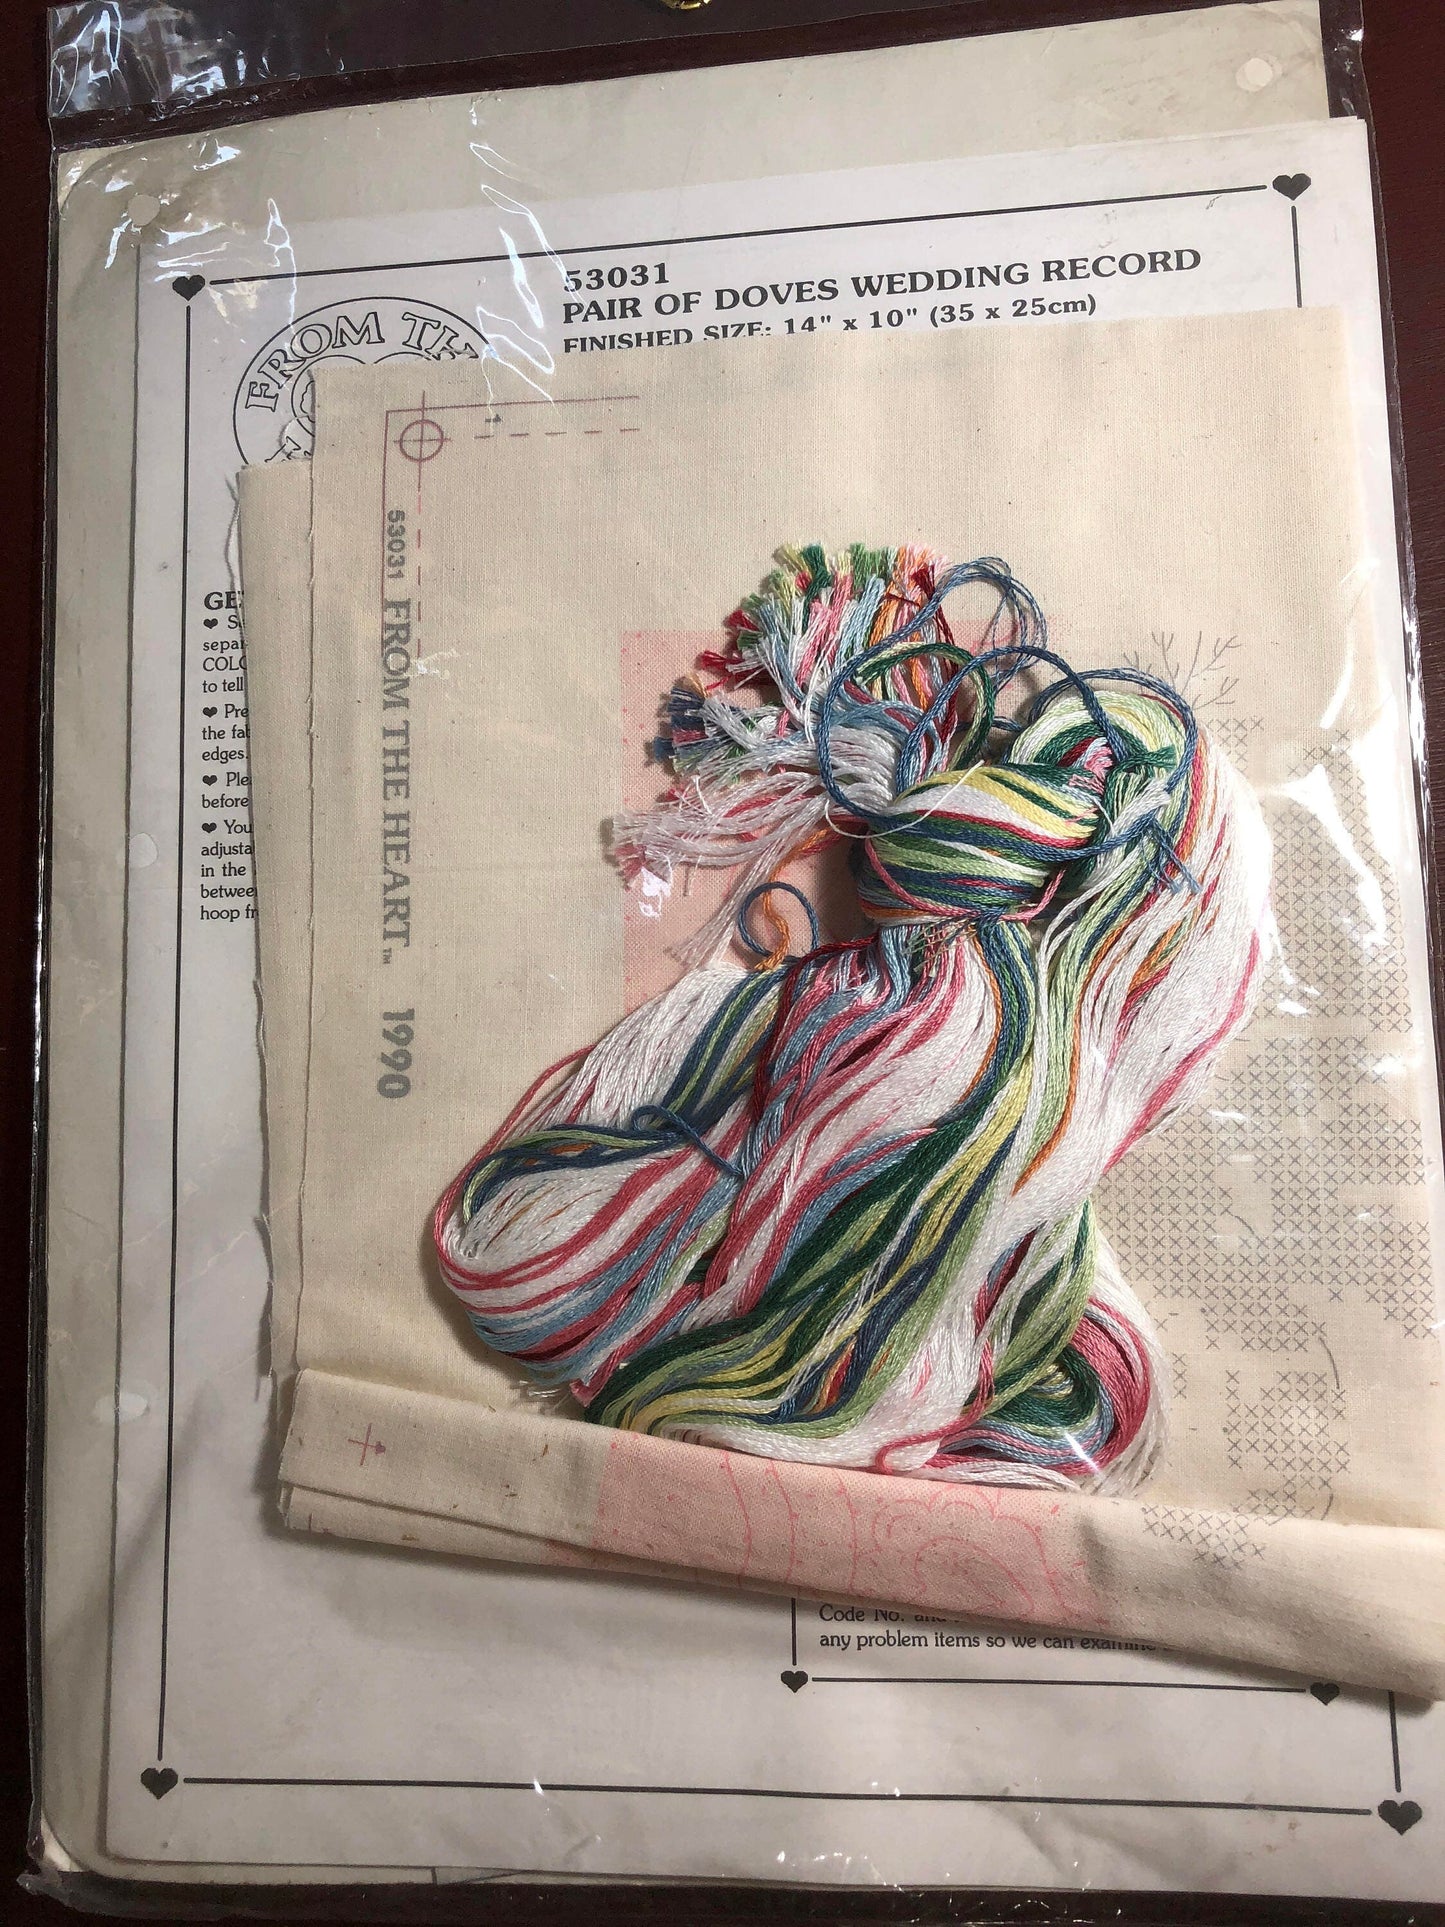 53031
PAIR OF DOVES WEDDING RECORD
FINISHED SIZE: 14" x 10" (35 x 25cm)
FROM TH
53031 FROM THE HEART™ 1990
GE
❤ S
sepa
COLO
to tell
❤ Pre
the fa
edges.
❤ Ple
before
❤ You
adjusta
in the
betwee
hoop fr
Code No. and
any problem items so we can examine